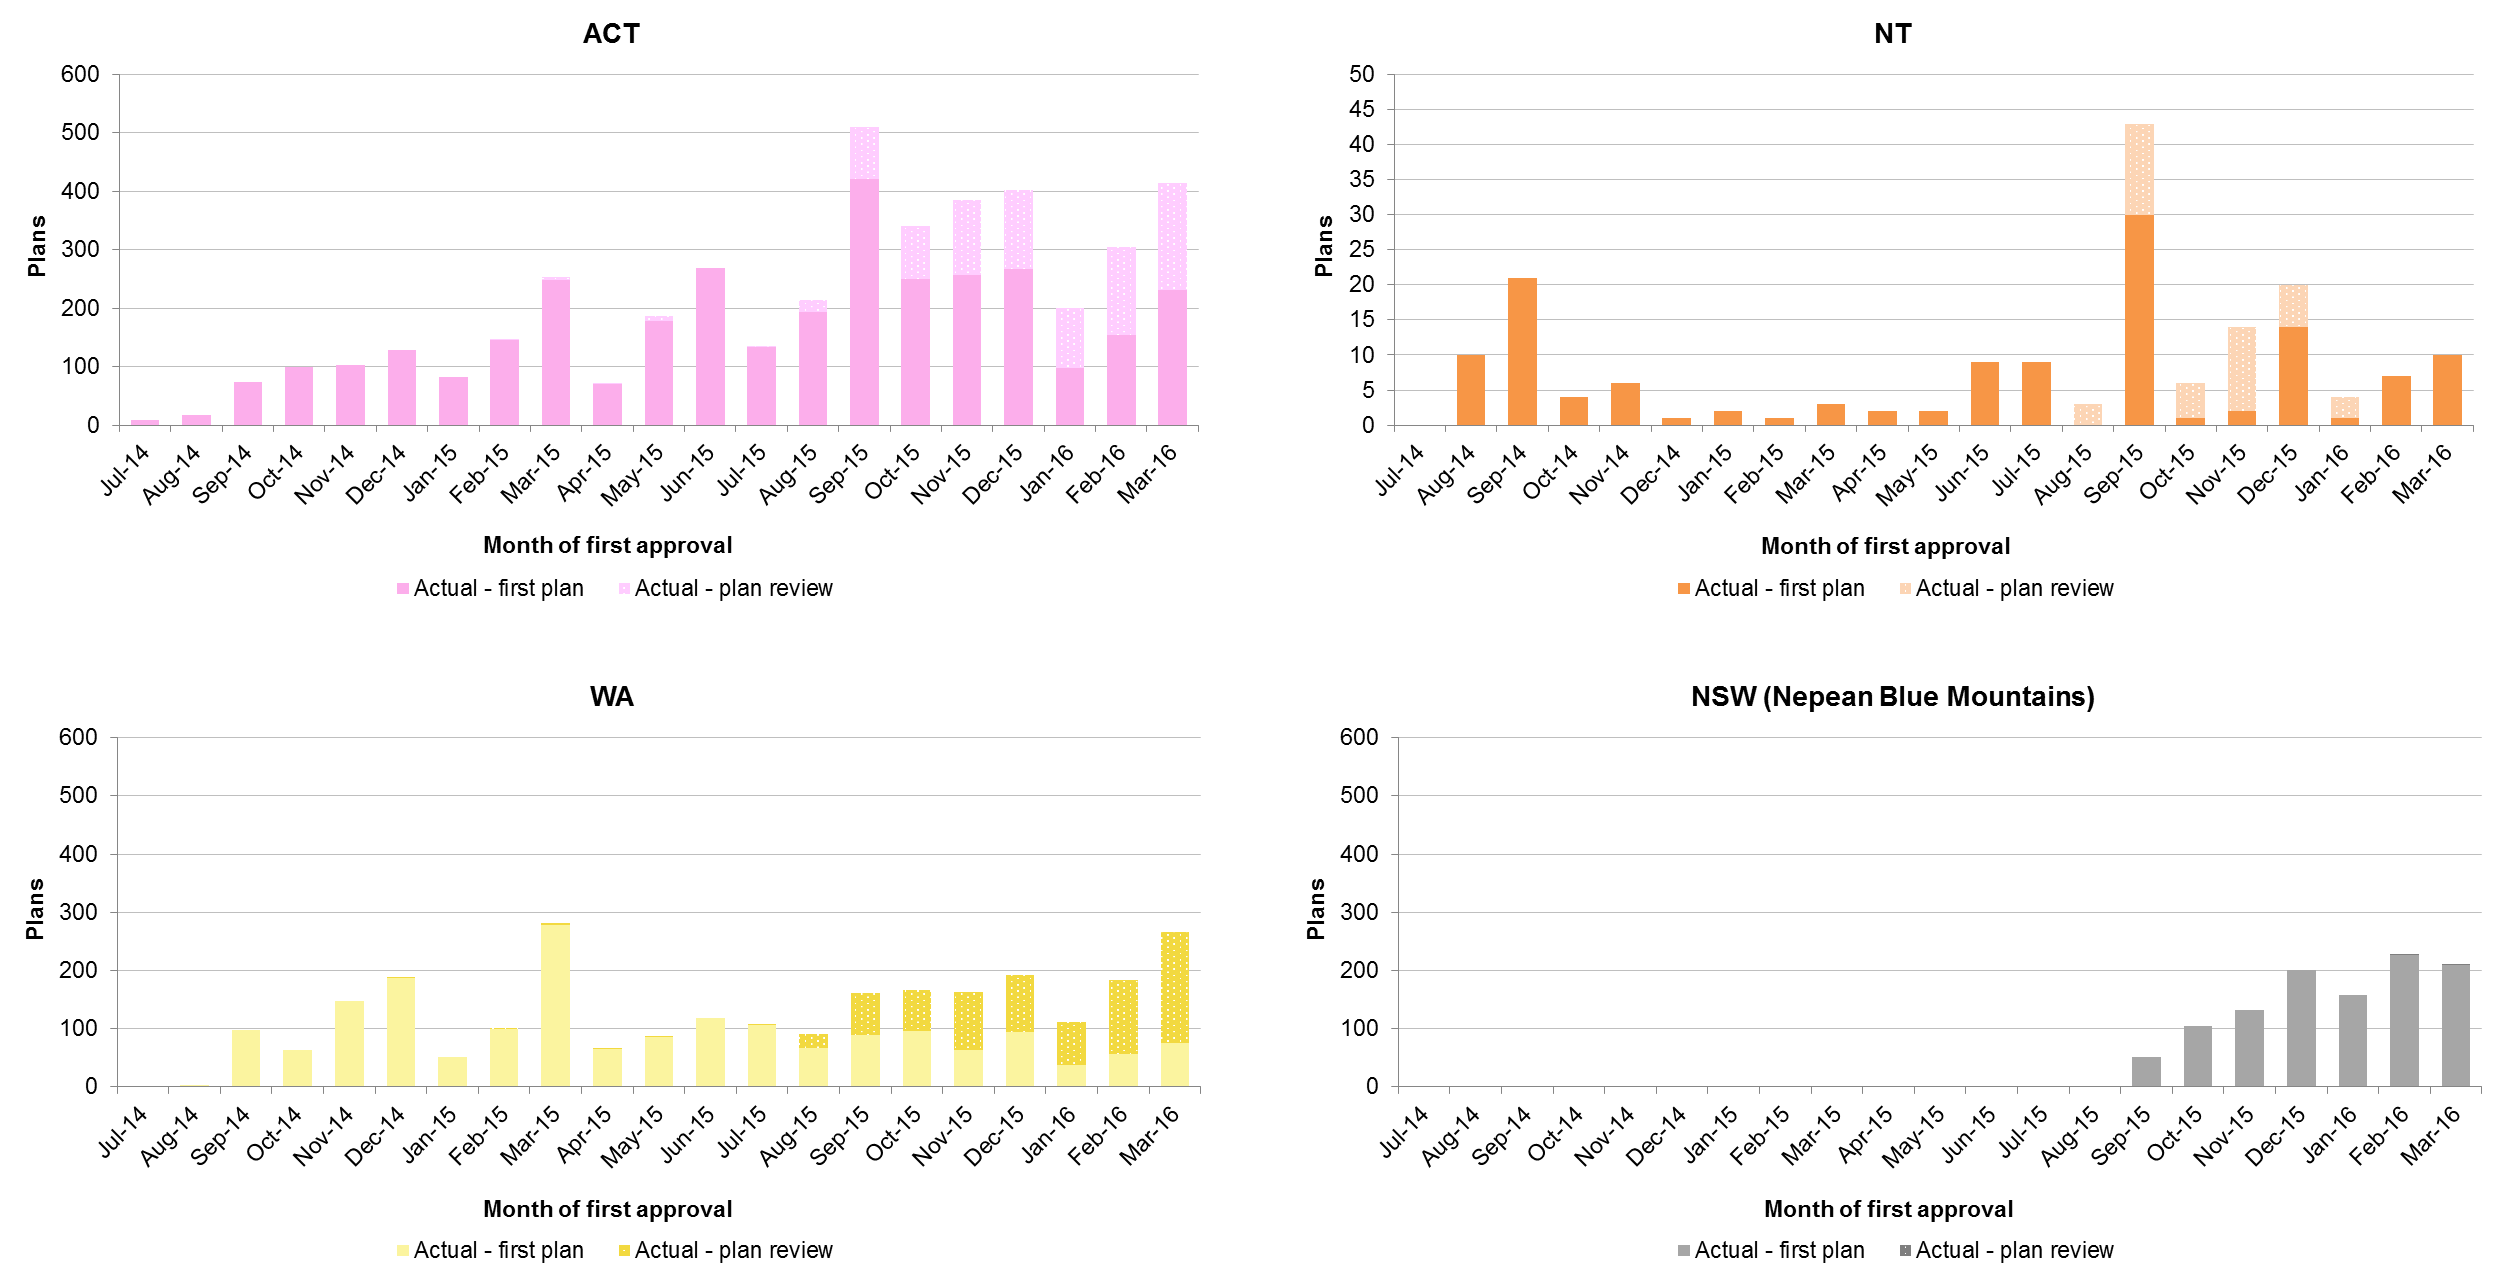 ACT
600
500
400
300
200
100
0
Plans
Jul-14 Aug-14 Sep-14 Oct-14 Nov-14 Dec-14 Jan-15 Feb-15 Mar-15 Apr-15 May-15 Jun-15 Jul-15 Aug-15 Sep-15 Oct-15 Nov-15 Dec-15 Jan-16 Feb-16 Mar-16
Month of first approval
Actual - first plan Actual - plan review
NT
50
45
40
35
30
25
20
15
10
5
0
Plans
Jul-14 Aug-14 Sep-14 Oct-14 Nov-14 Dec-14 Jan-15 Feb-15 Mar-15 Apr-15 May-15 Jun-15 Jul-15 Aug-15 Sep-15 Oct-15 Nov-15 Dec-15 Jan-16 Feb-16 Mar-16
Month of first approval
Actual - first plan Actual - plan review
WA
600
500
400
300
200
100
0
Plans
Jul-14 Aug-14 Sep-14 Oct-14 Nov-14 Dec-14 Jan-15 Feb-15 Mar-15 Apr-15 May-15 Jun-15 Jul-15 Aug-15 Sep-15 Oct-15 Nov-15 Dec-15 Jan-16 Feb-16 Mar-16
Month of first approval
Actual - first plan Actual - plan review
NSW (Nepean Blue Mountains)
600
500
400
300
200
100
0
Plans
Jul-14 Aug-14 Sep-14 Oct-14 Nov-14 Dec-14 Jan-15 Feb-15 Mar-15 Apr-15 May-15 Jun-15 Jul-15 Aug-15 Sep-15 Oct-15 Nov-15 Dec-15 Jan-16 Feb-16 Mar-16
Month of first approval
Actual - first plan Actual - plan review